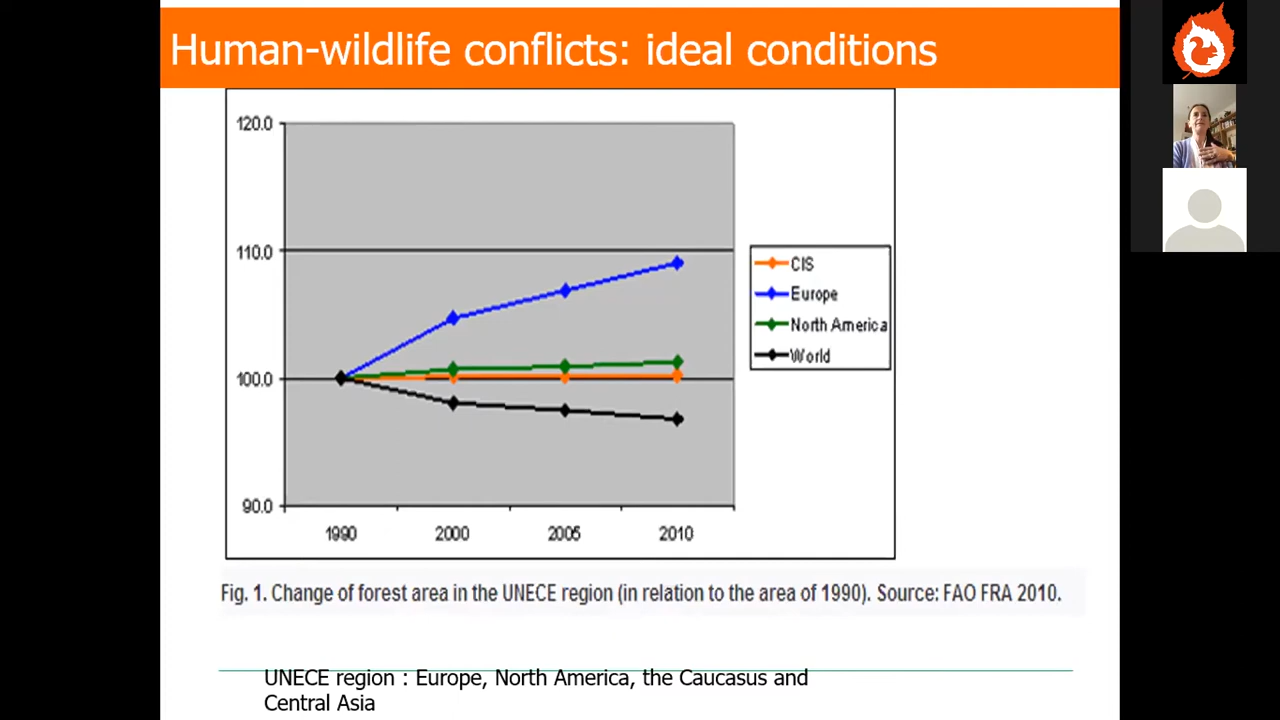 Human-wildlife conflicts: ideal conditions
120.0
110.0
100.0
90.0
1990 2000 2005 2010
CIS
Europe
North America
World
Fig. 1. Change of forest area in the UNECE region (in relation to the area of 1990). Source: FAO FRA 2010.
UNECE region : Europe, North America, the Caucasus and
Central Asia